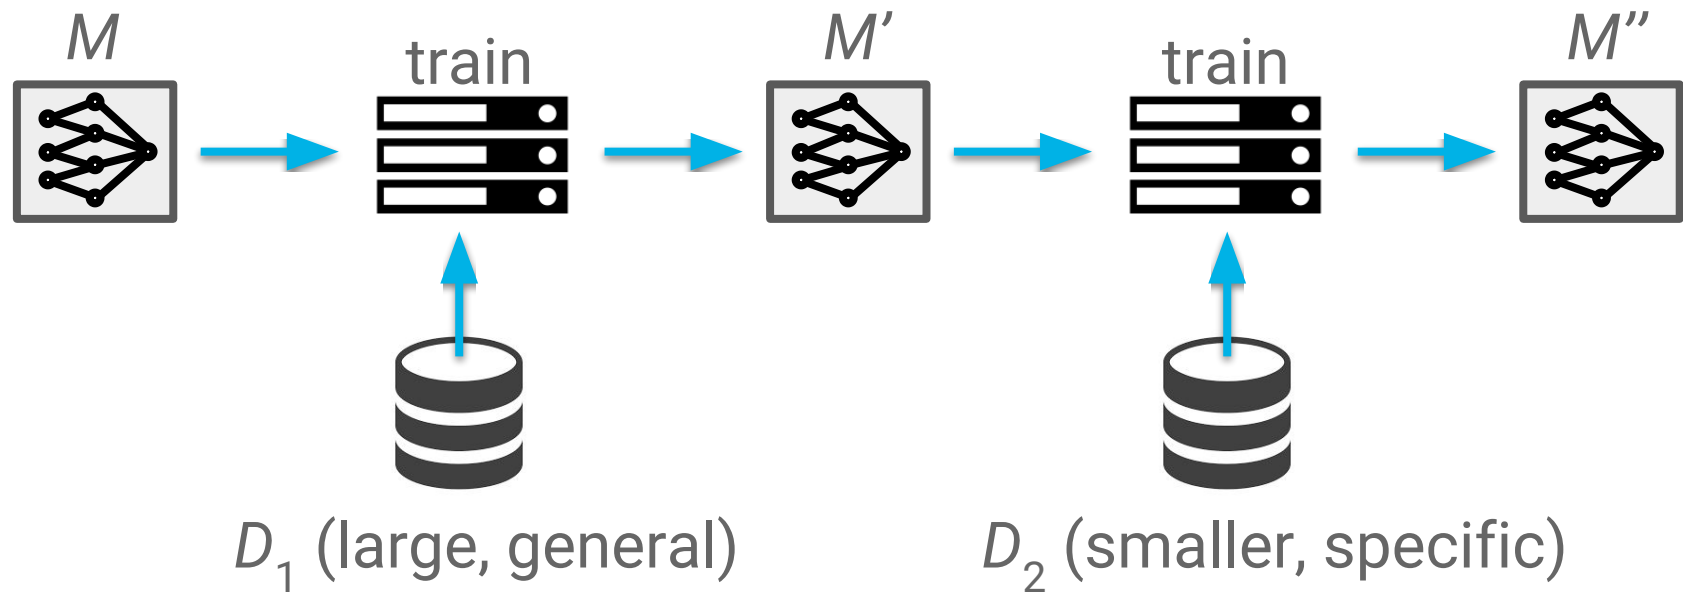 M
train
M’
train
M’’
D₁ (large, general)
D₂ (smaller, specific)